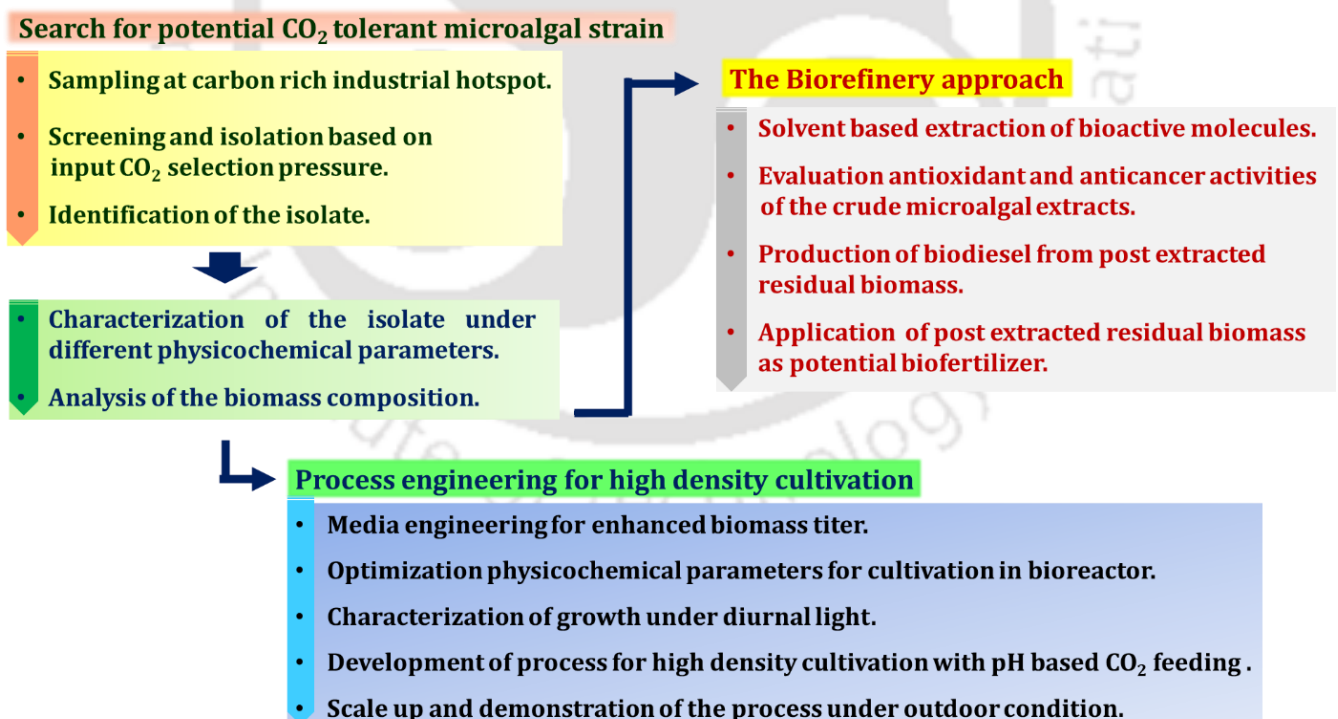 Search for potential CO₂ tolerant microalgal strain
• Sampling at carbon rich industrial hotspot.
• Screening and isolation based on
input CO₂ selection pressure.
• Identification of the isolate.
• Characterization of the isolate under
different physicochemical parameters.
• Analysis of the biomass composition.
The Biorefinery approach
• Solvent based extraction of bioactive molecules.
• Evaluation antioxidant and anticancer activities
of the crude microalgal extracts.
• Production of biodiesel from post extracted
residual biomass.
• Application of post extracted residual biomass
as potential biofertilizer.
Process engineering for high density cultivation
• Media engineering for enhanced biomass titer.
• Optimization physicochemical parameters for cultivation in bioreactor.
• Characterization of growth under diurnal light.
• Development of process for high density cultivation with pH based CO₂ feeding .
• Scale up and demonstration of the process under outdoor condition.